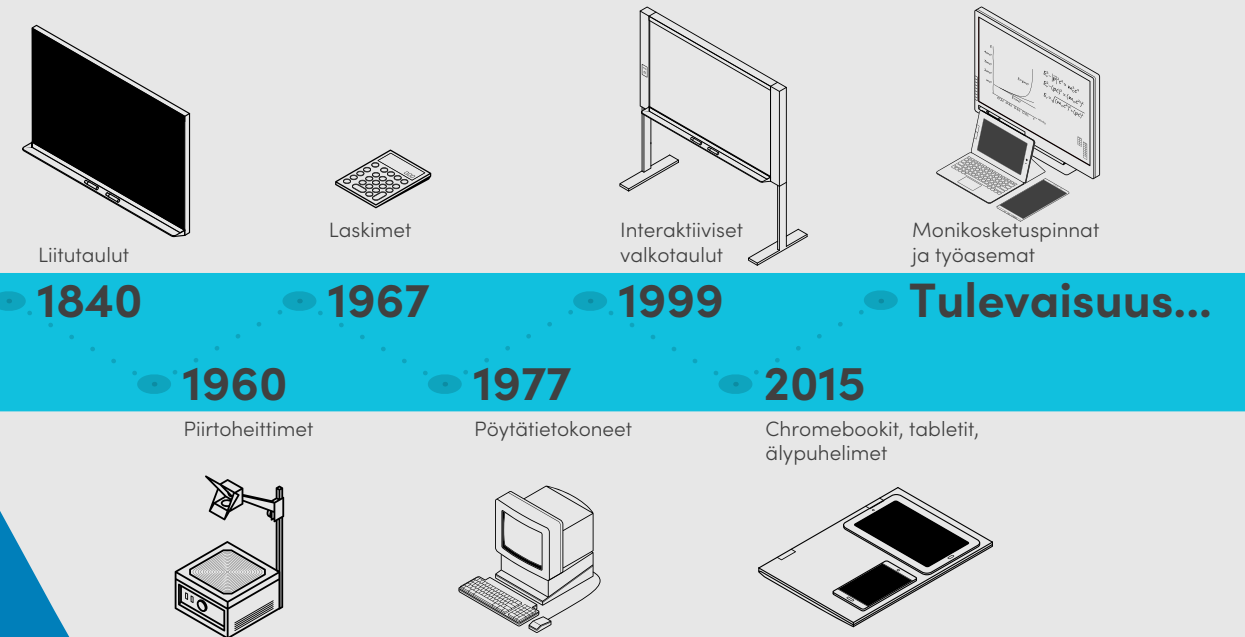 Liitutaulut
1840
Piirtoheittimet
1960
Laskimet
1967
Pöytätietokoneet
1977
Interaktiiviset
valkotaulut
1999
Chromebookit, tabletit,
älypuhelimet
2015
Monikosketuspinnat
ja työasemat
Tulevaisuus...